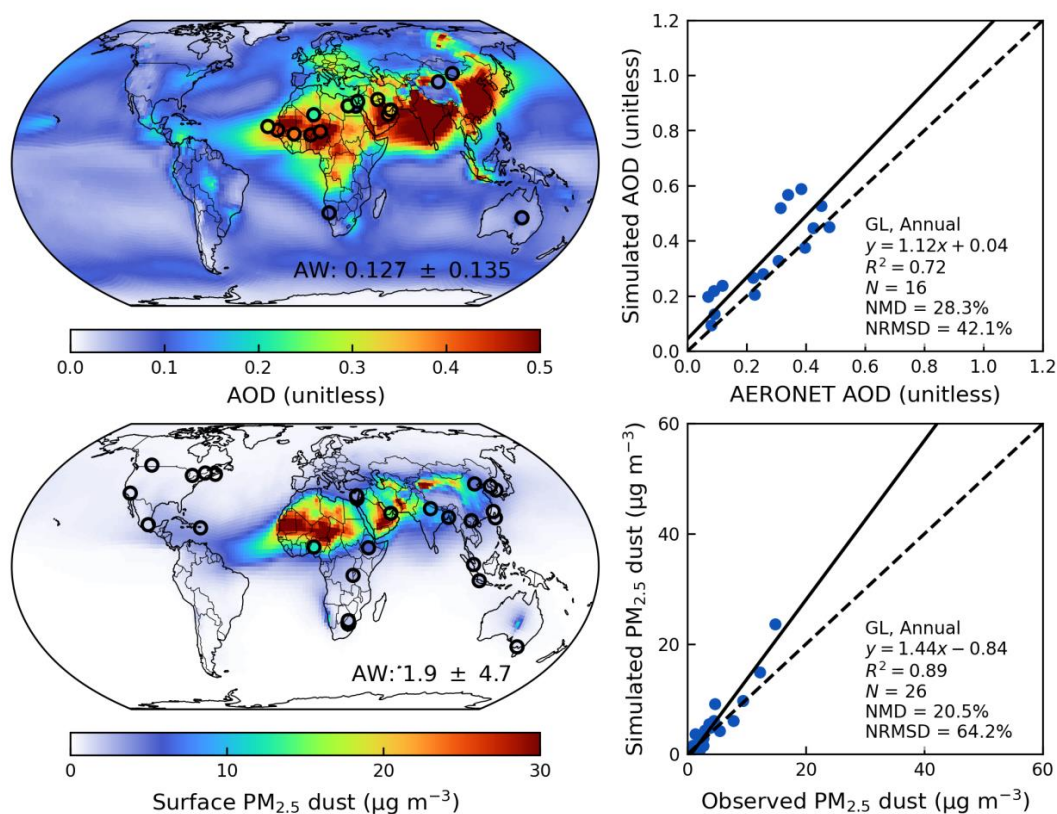 AW: 0.127 ± 0.135
0.0 0.1 0.2 0.3 0.4 0.5
AOD (unitless)
Simulated AOD (unitless)
1.2
1.0
0.8
0.6
0.4
0.2
0.0
GL, Annual
y = 1.12x + 0.04
R² = 0.72
N = 16
NMD = 28.3%
NRMSD = 42.1%
0.0 0.2 0.4 0.6 0.8 1.0 1.2
AERONET AOD (unitless)
AW: 1.9 ± 4.7
0 10 20 30
Surface PM₂.₅ dust (µg m⁻³)
Simulated PM₂.₅ dust (µg m⁻³)
60
40
20
0
GL, Annual
y = 1.44x − 0.84
R² = 0.89
N = 26
NMD = 20.5%
NRMSD = 64.2%
0 20 40 60
Observed PM₂.₅ dust (µg m⁻³)